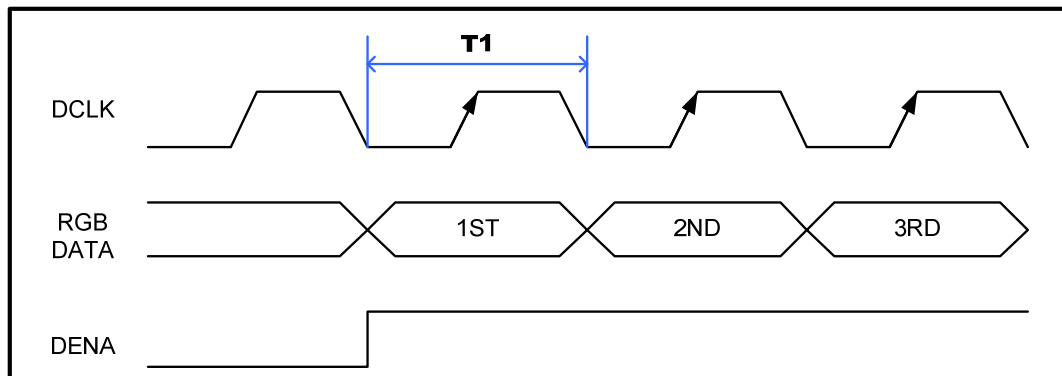 T1
DCLK
RGB
DATA
1ST 2ND 3RD
DENA